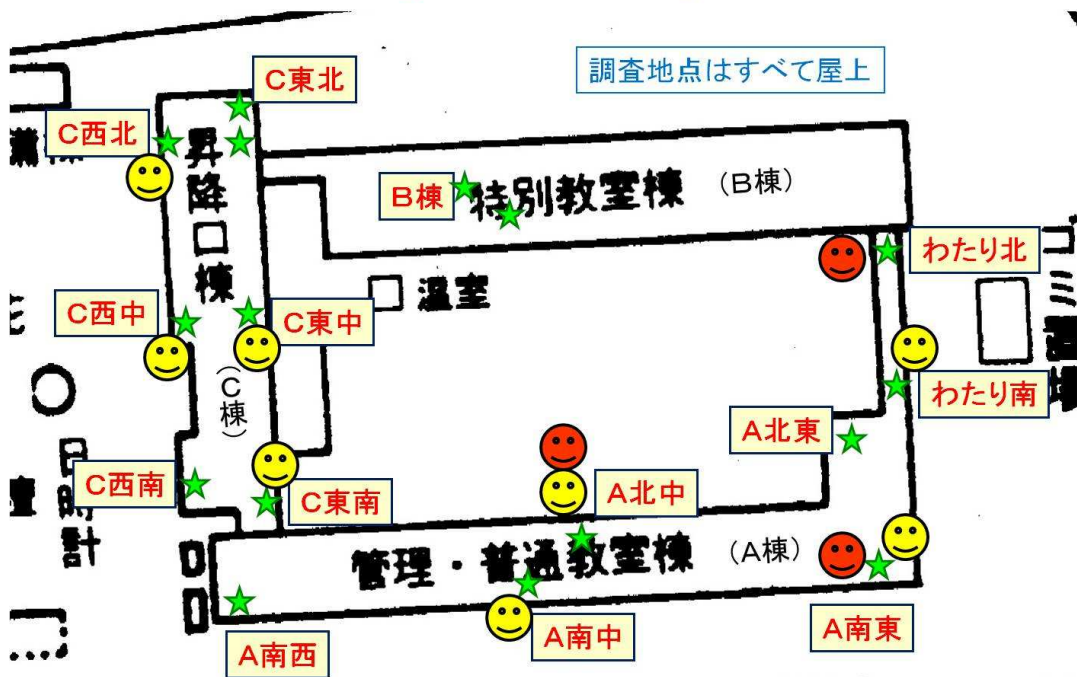 調査地点はすべて屋上
C東北
C西北
昇降口棟
(C棟)
B棟
特別教室棟
(B棟)
わたり北
温室
C西中
C東中
わたり南
A北東
C西南
C東南
A北中
日時計
管理・普通教室棟
(A棟)
A南西
A南中
A南東